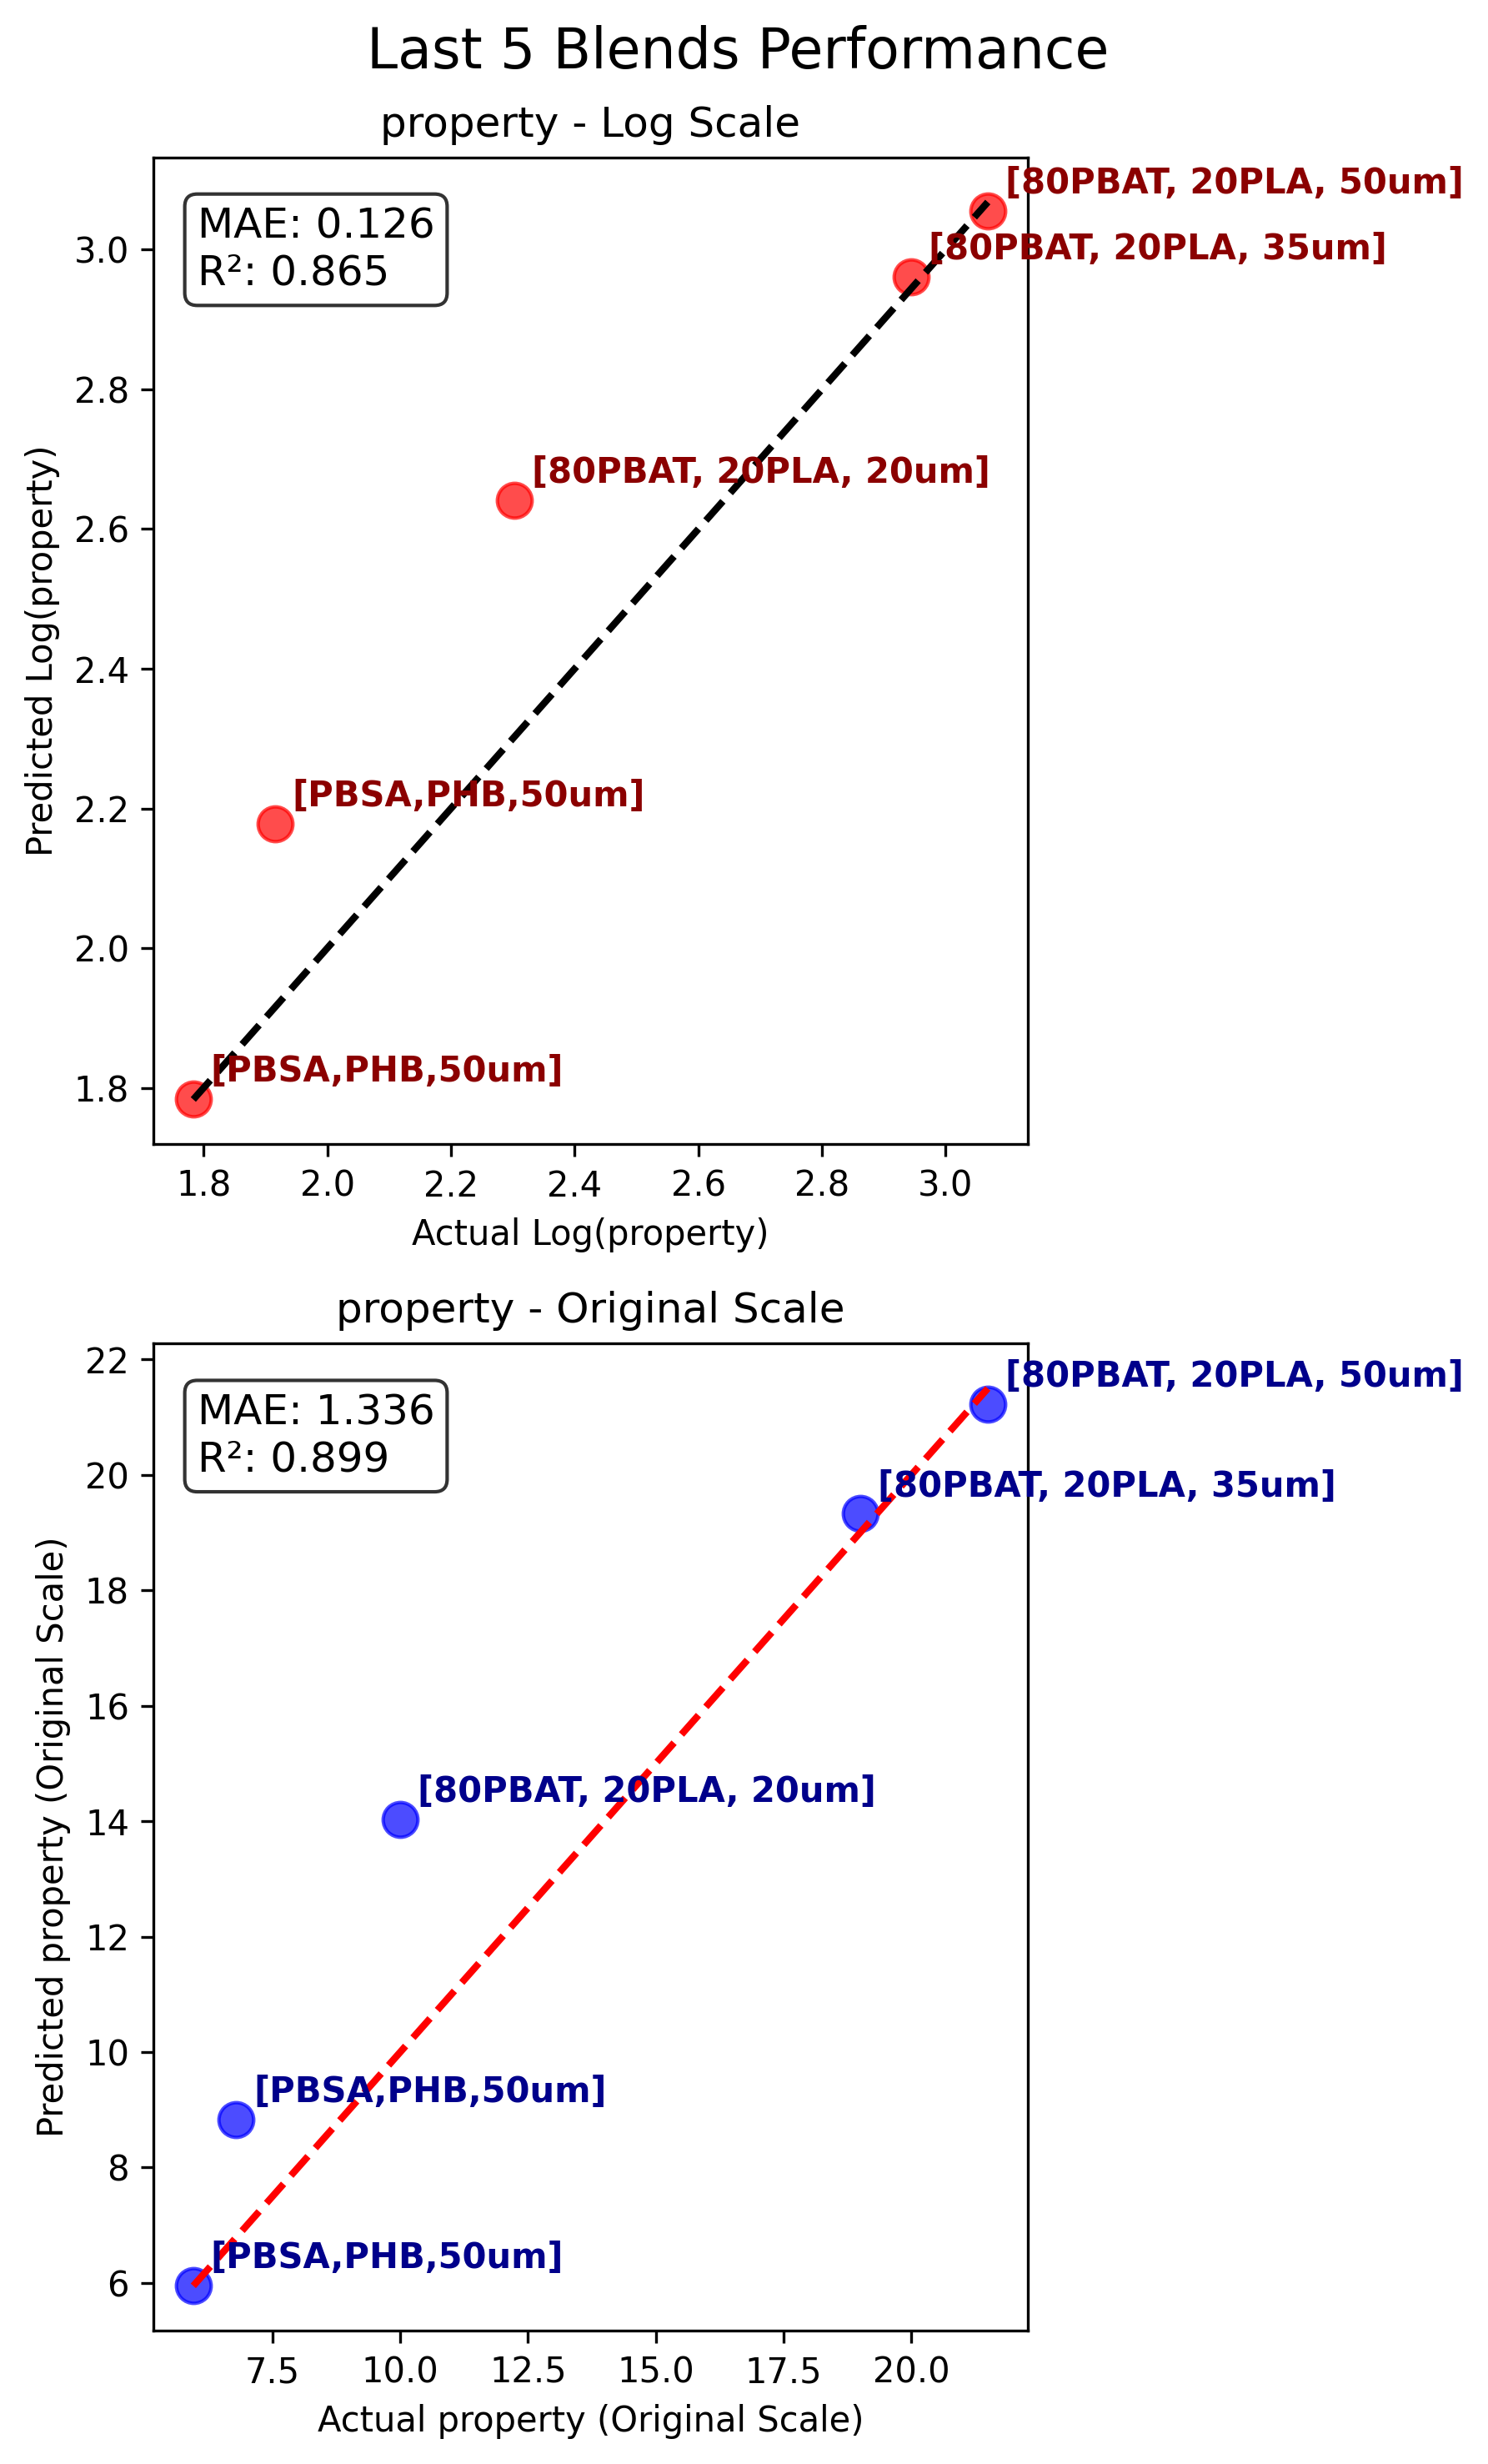 Last 5 Blends Performance
property - Log Scale
MAE: 0.126
R²: 0.865
[80PBAT, 20PLA, 50um]
[80PBAT, 20PLA, 35um]
[80PBAT, 20PLA, 20um]
[PBSA,PHB,50um]
[PBSA,PHB,50um]
Predicted Log(property)
3.0
2.8
2.6
2.4
2.2
2.0
1.8
1.8 2.0 2.2 2.4 2.6 2.8 3.0
Actual Log(property)
property - Original Scale
MAE: 1.336
R²: 0.899
[80PBAT, 20PLA, 50um]
[80PBAT, 20PLA, 35um]
[80PBAT, 20PLA, 20um]
[PBSA,PHB,50um]
[PBSA,PHB,50um]
Predicted property (Original Scale)
22
20
18
16
14
12
10
8
6
7.5 10.0 12.5 15.0 17.5 20.0
Actual property (Original Scale)